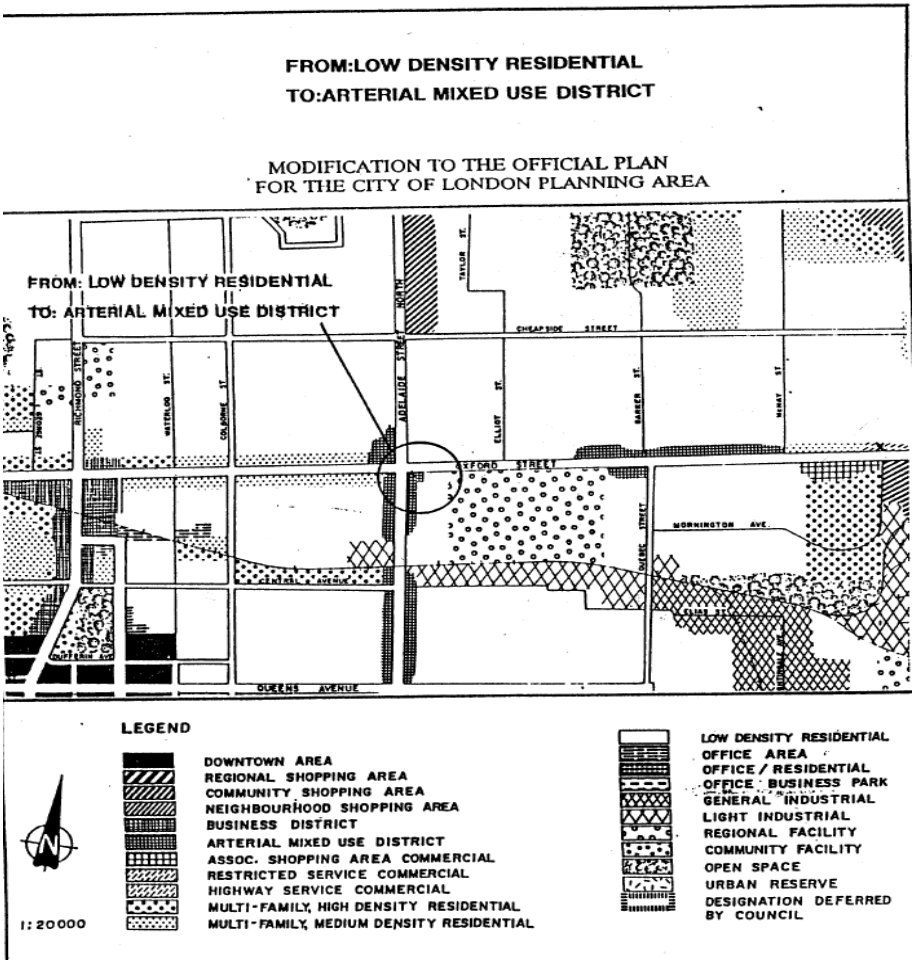 FROM:LOW DENSITY RESIDENTIAL
TO:ARTERIAL MIXED USE DISTRICT
MODIFICATION TO THE OFFICIAL PLAN
FOR THE CITY OF LONDON PLANNING AREA
FROM: LOW DENSITY RESIDENTIAL
TO: ARTERIAL MIXED USE DISTRICT
TAYLOR ST.
ADELAIDE STREET NORTH
CHEAPSIDE STREET
GEORGE ST
RICHMOND STREET
WATERLOO ST.
COLBORNE ST
ELLIOT ST.
BARKER ST.
McNAY ST
OXFORD STREET
QUEBEC STREET
MORNINGTON AVE.
CENTRAL AVENUE
ELIAS ST.
DUFFERIN AVE
QUEENS AVENUE
LEGEND
DOWNTOWN AREA
REGIONAL SHOPPING AREA
COMMUNITY SHOPPING AREA
NEIGHBOURHOOD SHOPPING AREA
BUSINESS DISTRICT
ARTERIAL MIXED USE DISTRICT
ASSOC. SHOPPING AREA COMMERCIAL
RESTRICTED SERVICE COMMERCIAL
HIGHWAY SERVICE COMMERCIAL
MULTI-FAMILY, HIGH DENSITY RESIDENTIAL
MULTI-FAMILY, MEDIUM DENSITY RESIDENTIAL
LOW DENSITY RESIDENTIAL
OFFICE AREA
OFFICE / RESIDENTIAL
OFFICE BUSINESS PARK
GENERAL INDUSTRIAL
LIGHT INDUSTRIAL
REGIONAL FACILITY
COMMUNITY FACILITY
OPEN SPACE
URBAN RESERVE
DESIGNATION DEFERRED
BY COUNCIL
N
1:20000